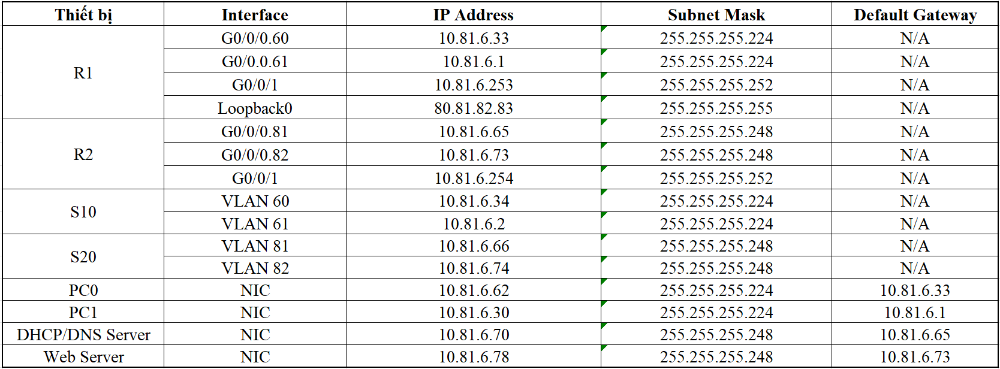 Thiết bị Interface IP Address Subnet Mask Default Gateway
R1 G0/0/0.60 10.81.6.33 255.255.255.224 N/A
G0/0.0.61 10.81.6.1 255.255.255.224 N/A
G0/0/1 10.81.6.253 255.255.255.252 N/A
Loopback0 80.81.82.83 255.255.255.255 N/A
R2 G0/0/0.81 10.81.6.65 255.255.255.248 N/A
G0/0/0.82 10.81.6.73 255.255.255.248 N/A
G0/0/1 10.81.6.254 255.255.255.252 N/A
S10 VLAN 60 10.81.6.34 255.255.255.224 N/A
VLAN 61 10.81.6.2 255.255.255.224 N/A
S20 VLAN 81 10.81.6.66 255.255.255.248 N/A
VLAN 82 10.81.6.74 255.255.255.248 N/A
PC0 NIC 10.81.6.62 255.255.255.224 10.81.6.33
PC1 NIC 10.81.6.30 255.255.255.224 10.81.6.1
DHCP/DNS Server NIC 10.81.6.70 255.255.255.248 10.81.6.65
Web Server NIC 10.81.6.78 255.255.255.248 10.81.6.73